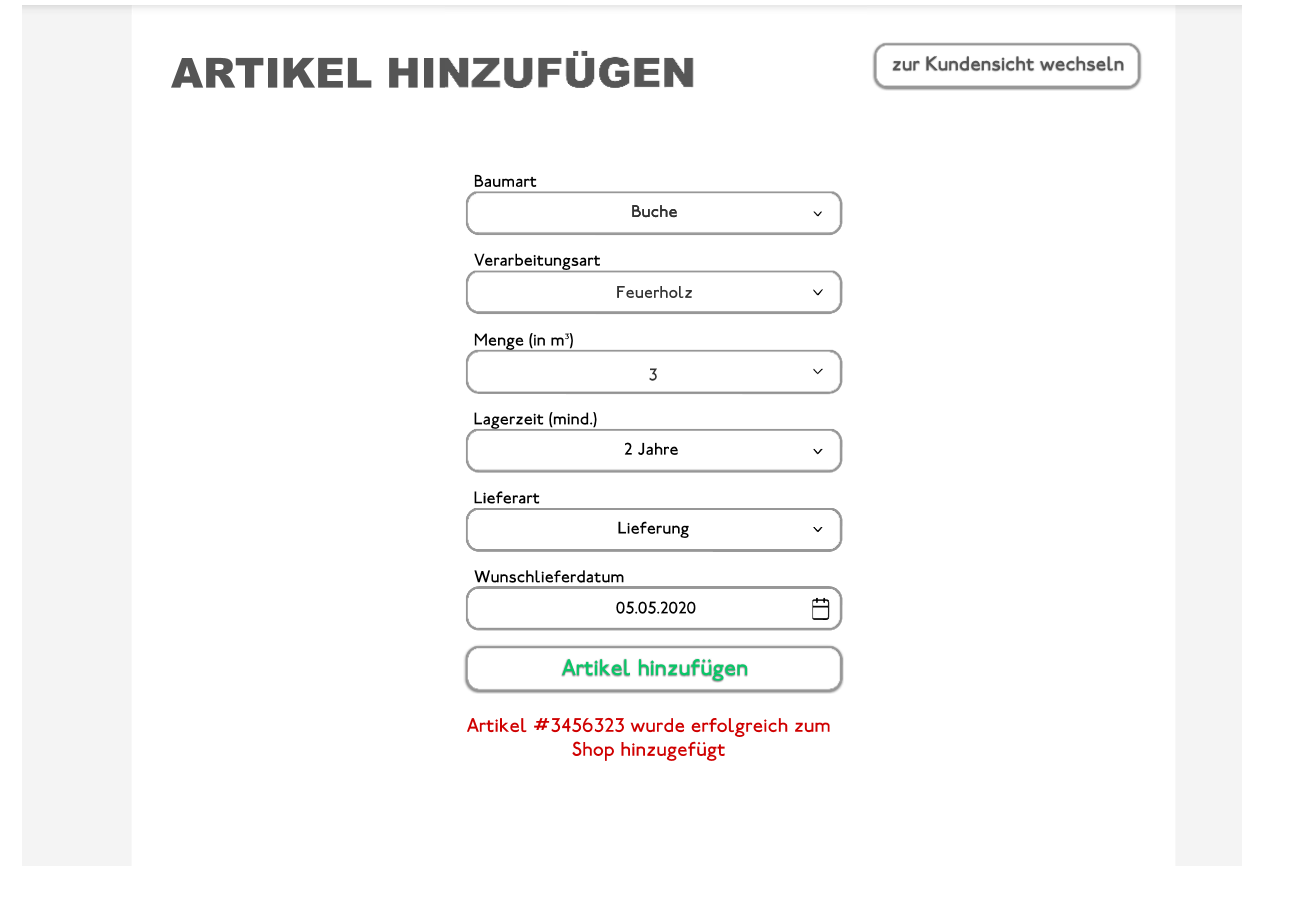 ARTIKEL HINZUFÜGEN
zur Kundensicht wechseln
Baumart
Buche
Verarbeitungsart
Feuerholz
Menge (in m³)
3
Lagerzeit (mind.)
2 Jahre
Lieferart
Lieferung
Wunschlieferdatum
05.05.2020
Artikel hinzufügen
Artikel #3456323 wurde erfolgreich zum
Shop hinzugefügt